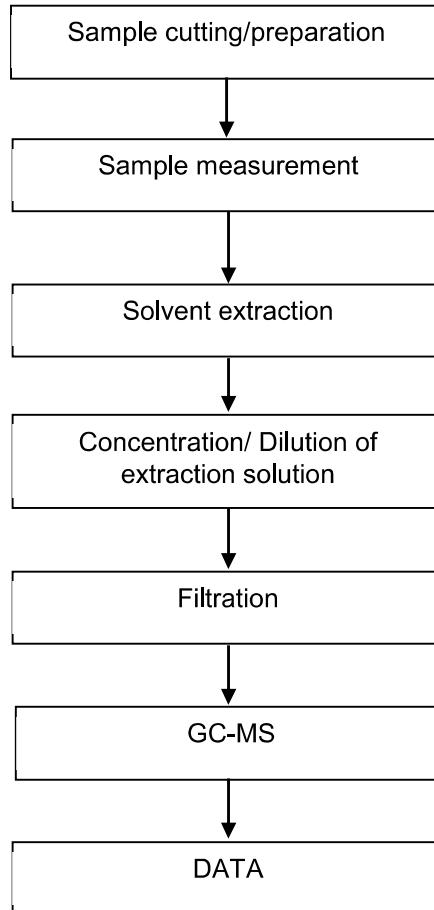 Sample cutting/preparation
Sample measurement
Solvent extraction
Concentration/ Dilution of
extraction solution
Filtration
GC-MS
DATA